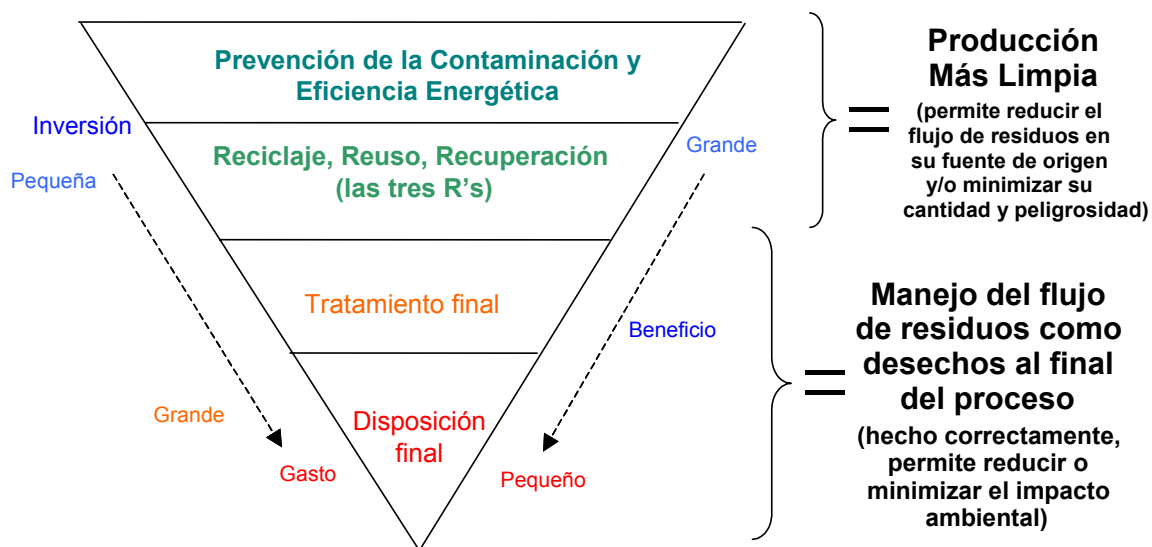 Prevención de la Contaminación y
Eficiencia Energética
Inversión
Pequeña
Reciclaje, Reuso, Recuperación
(las tres R's)
Grande
Tratamiento final
Beneficio
Grande
Disposición
final
Gasto
Pequeño
=
Producción
Más Limpia
(permite reducir el
flujo de residuos en
su fuente de origen
y/o minimizar su
cantidad y peligrosidad)
=
Manejo del flujo
de residuos como
desechos al final
del proceso
(hecho correctamente,
permite reducir o
minimizar el impacto
ambiental)